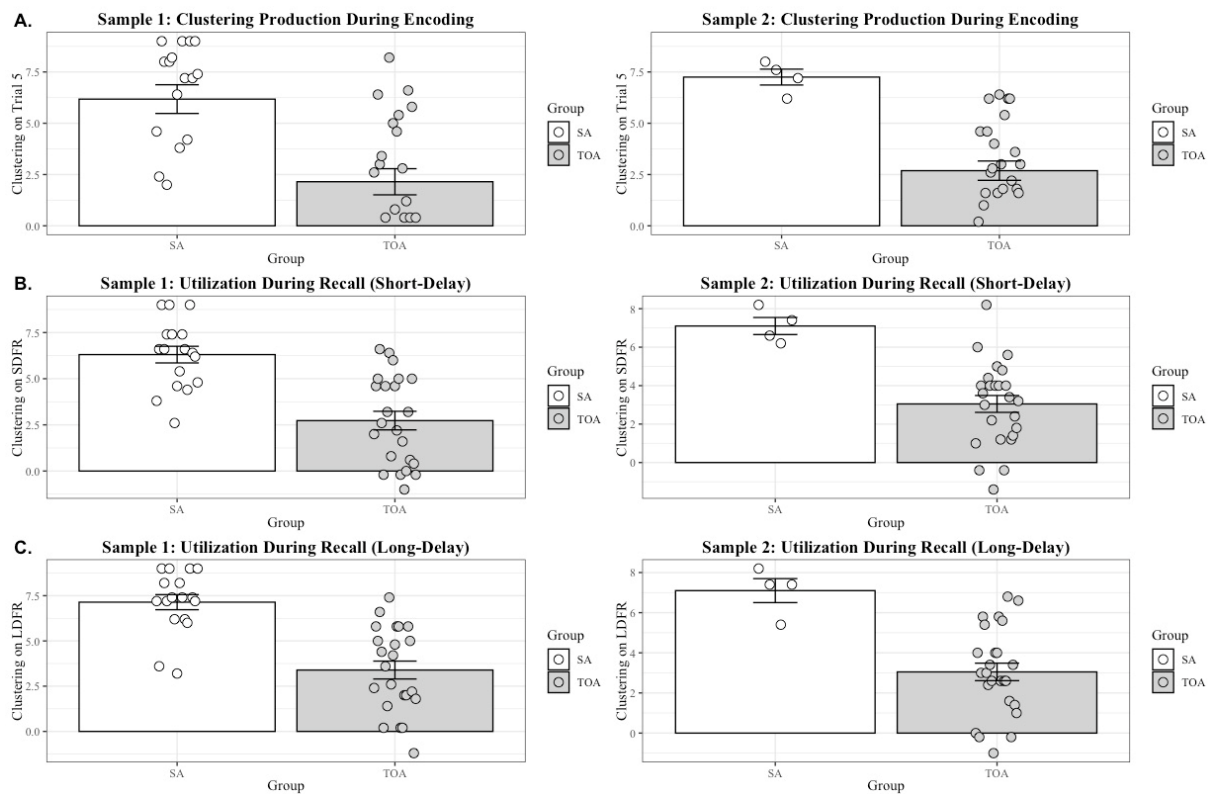 A.
Sample 1: Clustering Production During Encoding
Clustering on Trial 5
7.5
5.0
2.5
0.0
SA
TOA
Group
Group
SA
TOA
Sample 2: Clustering Production During Encoding
Clustering on Trial 5
7.5
5.0
2.5
0.0
SA
TOA
Group
Group
SA
TOA
B.
Sample 1: Utilization During Recall (Short-Delay)
Clustering on SDFR
7.5
5.0
2.5
0.0
SA
TOA
Group
Group
SA
TOA
Sample 2: Utilization During Recall (Short-Delay)
Clustering on SDFR
8
6
4
2
0
SA
TOA
Group
Group
SA
TOA
C.
Sample 1: Utilization During Recall (Long-Delay)
Clustering on LDFR
7.5
5.0
2.5
0.0
SA
TOA
Group
Group
SA
TOA
Sample 2: Utilization During Recall (Long-Delay)
Clustering on LDFR
8
6
4
2
0
SA
TOA
Group
Group
SA
TOA